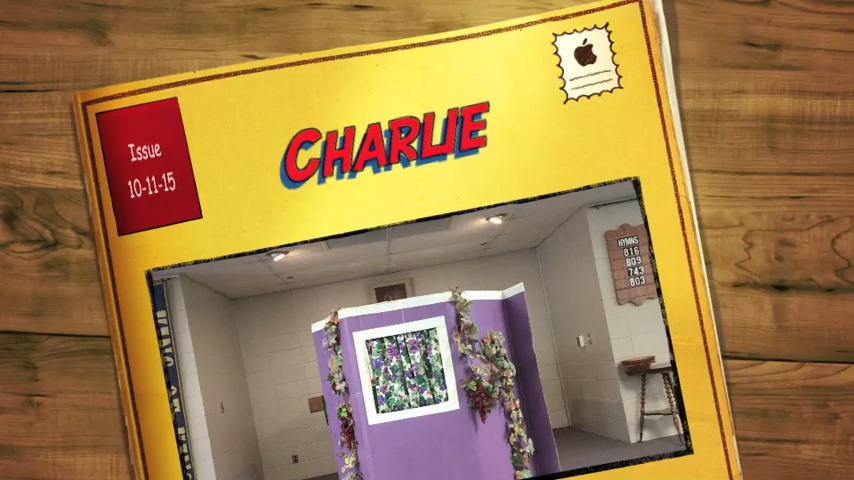 Issue
10-11-15
CHARLIE
HYMNS
816
809
743
803